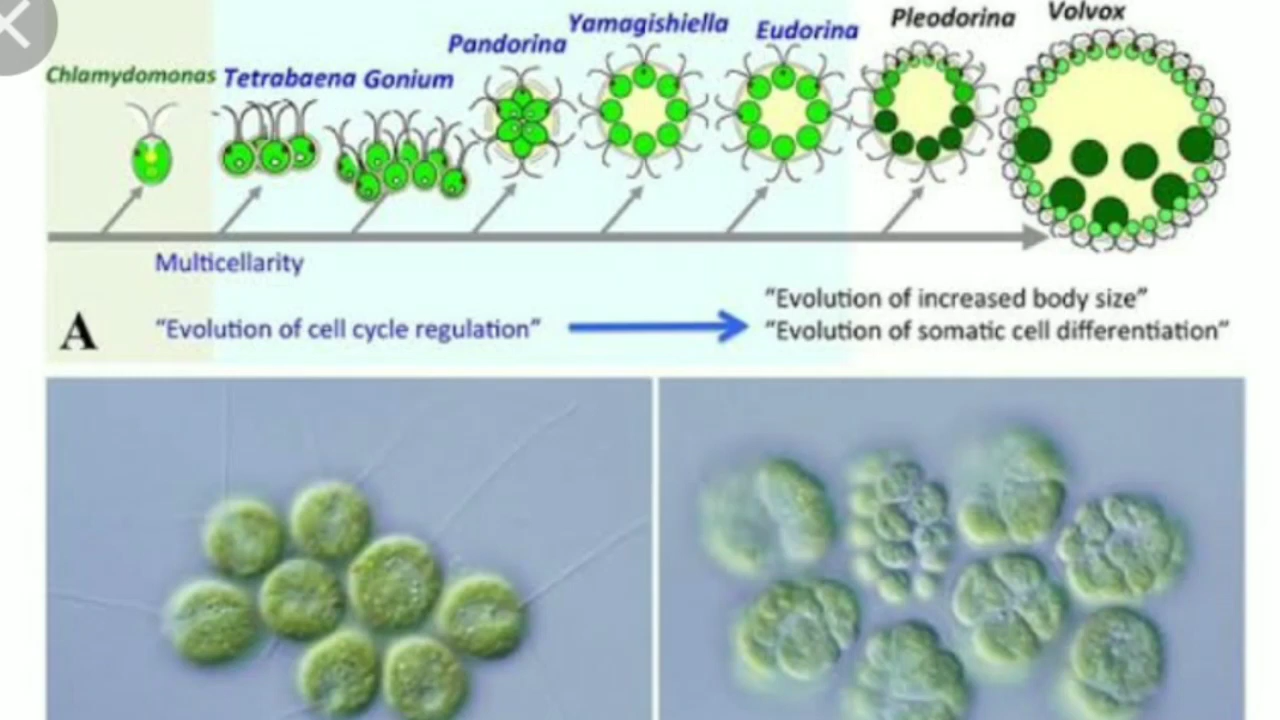 Chlamydomonas Tetrabaena Gonium Pandorina Yamagishiella Eudorina Pleodorina Volvox
Multicellarity
"Evolution of increased body size"
A "Evolution of cell cycle regulation" "Evolution of somatic cell differentiation"